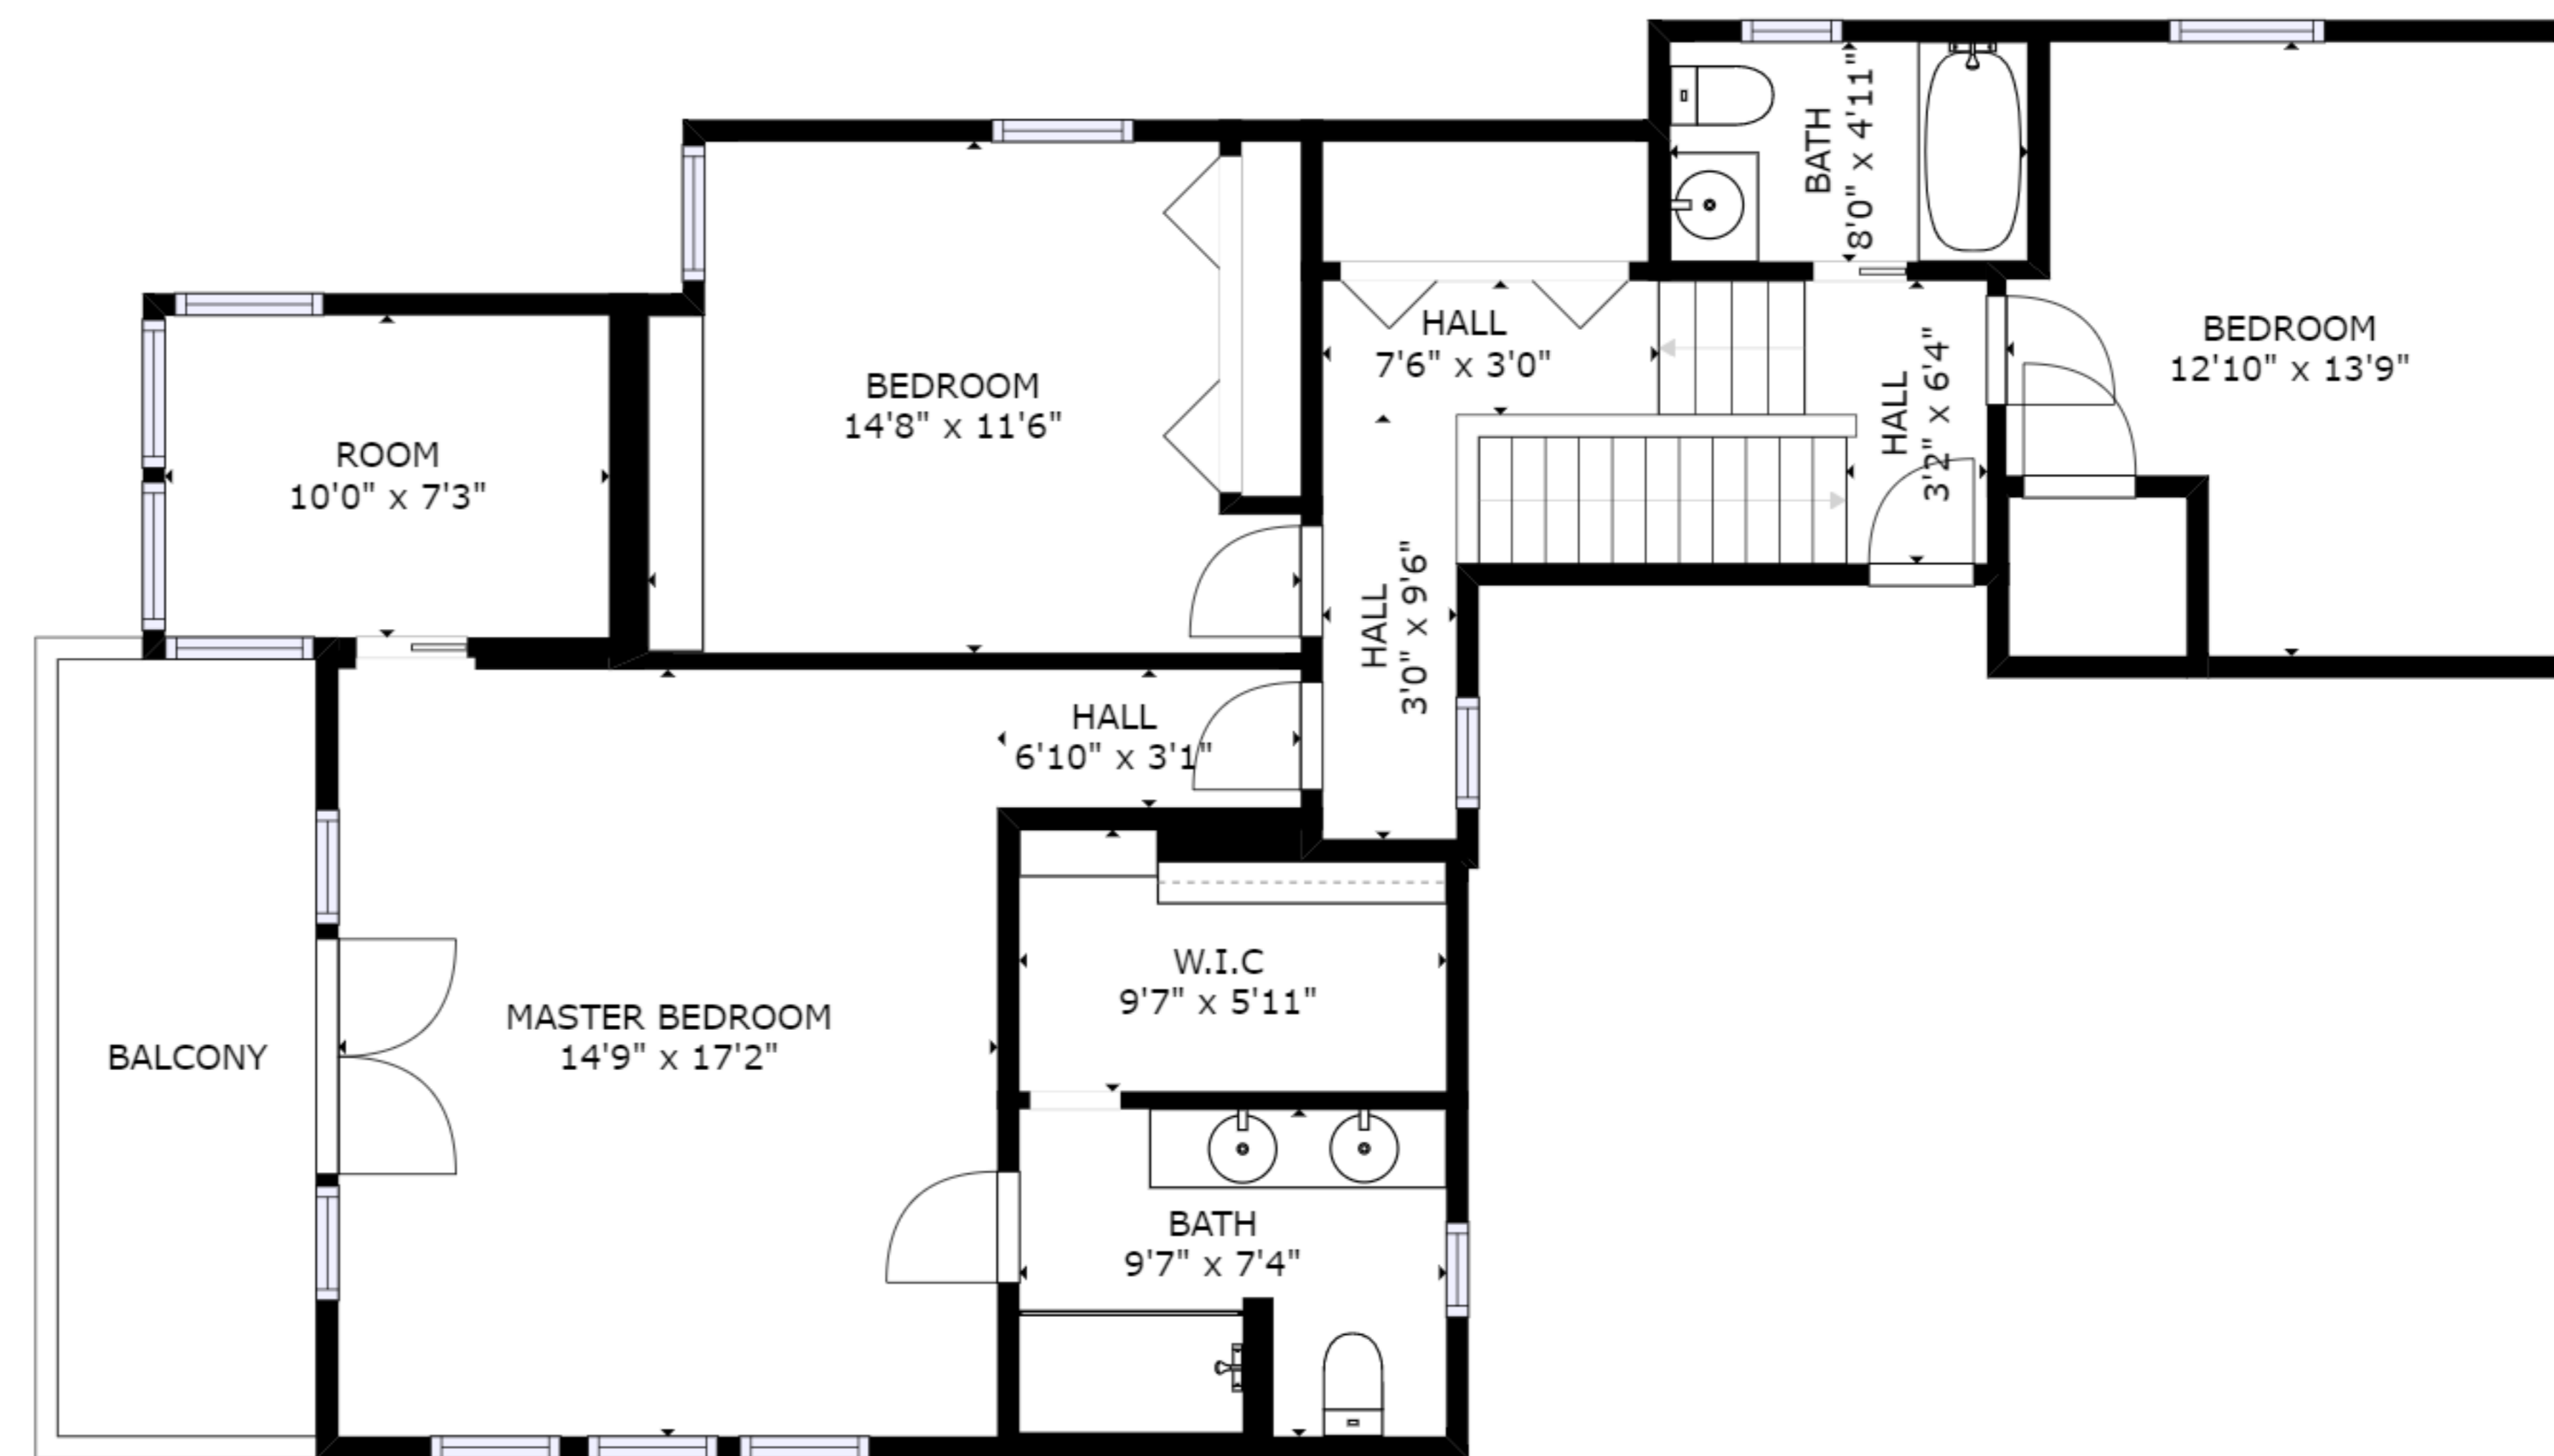 BATH
8'0" x 4'11"
HALL
7'6" x 3'0"
HALL
3'2" x 6'4"
BEDROOM
12'10" x 13'9"
BEDROOM
14'8" x 11'6"
ROOM
10'0" x 7'3"
HALL
3'0" x 9'6"
HALL
6'10" x 3'1"
W.I.C
9'7" x 5'11"
MASTER BEDROOM
14'9" x 17'2"
BALCONY
BATH
9'7" x 7'4"